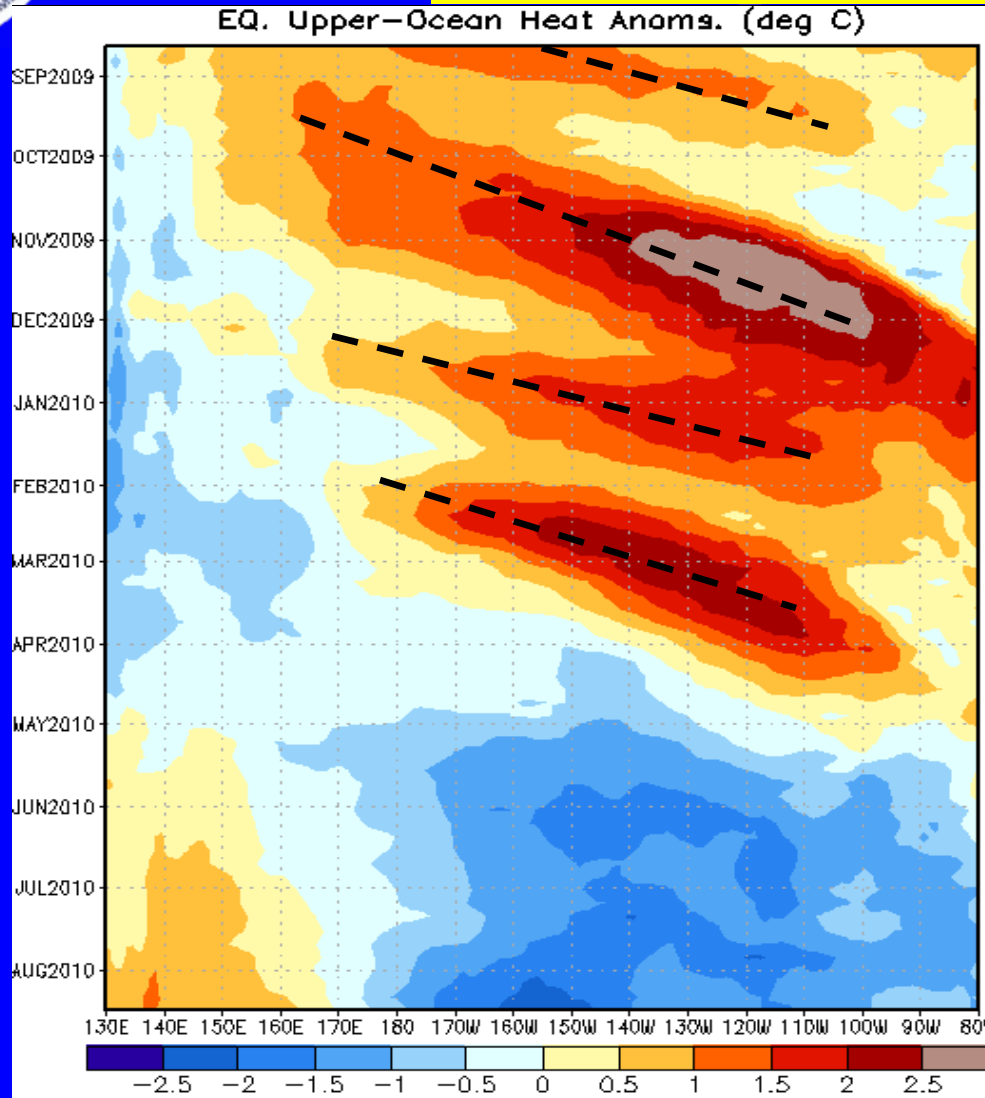 EQ. Upper-Ocean Heat Anoms. (deg C)
SEP2009
OCT2009
NOV2009
DEC2009
JAN2010
FEB2010
MAR2010
APR2010
MAY2010
JUN2010
JUL2010
AUG2010
130E 140E 150E 160E 170E 180 170W 160W 150W 140W 130W 120W 110W 100W 90W 80
-2.5 -2 -1.5 -1 -0.5 0 0.5 1 1.5 2 2.5